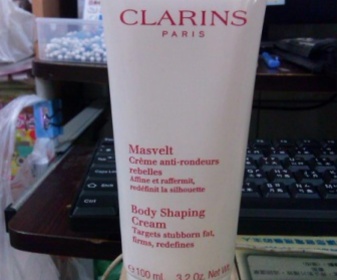 CLARINS
PARIS
Masvelt
Crème anti-rondeurs
rebelles
Affine et raffermit,
redéfinit la silhouette
Body Shaping
Cream
Targets stubborn fat,
firms, redefines
e 100 ml 3.2 Oz. Net Wt.